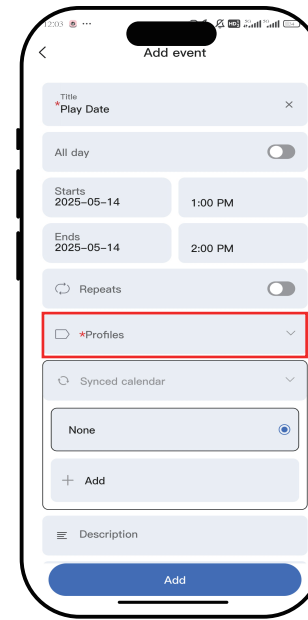 12:03
Add event
Title
*Play Date
All day
Starts
2025-05-14
1:00 PM
Ends
2025-05-14
2:00 PM
Repeats
*Profiles
Synced calendar
None
Add
Description
Add